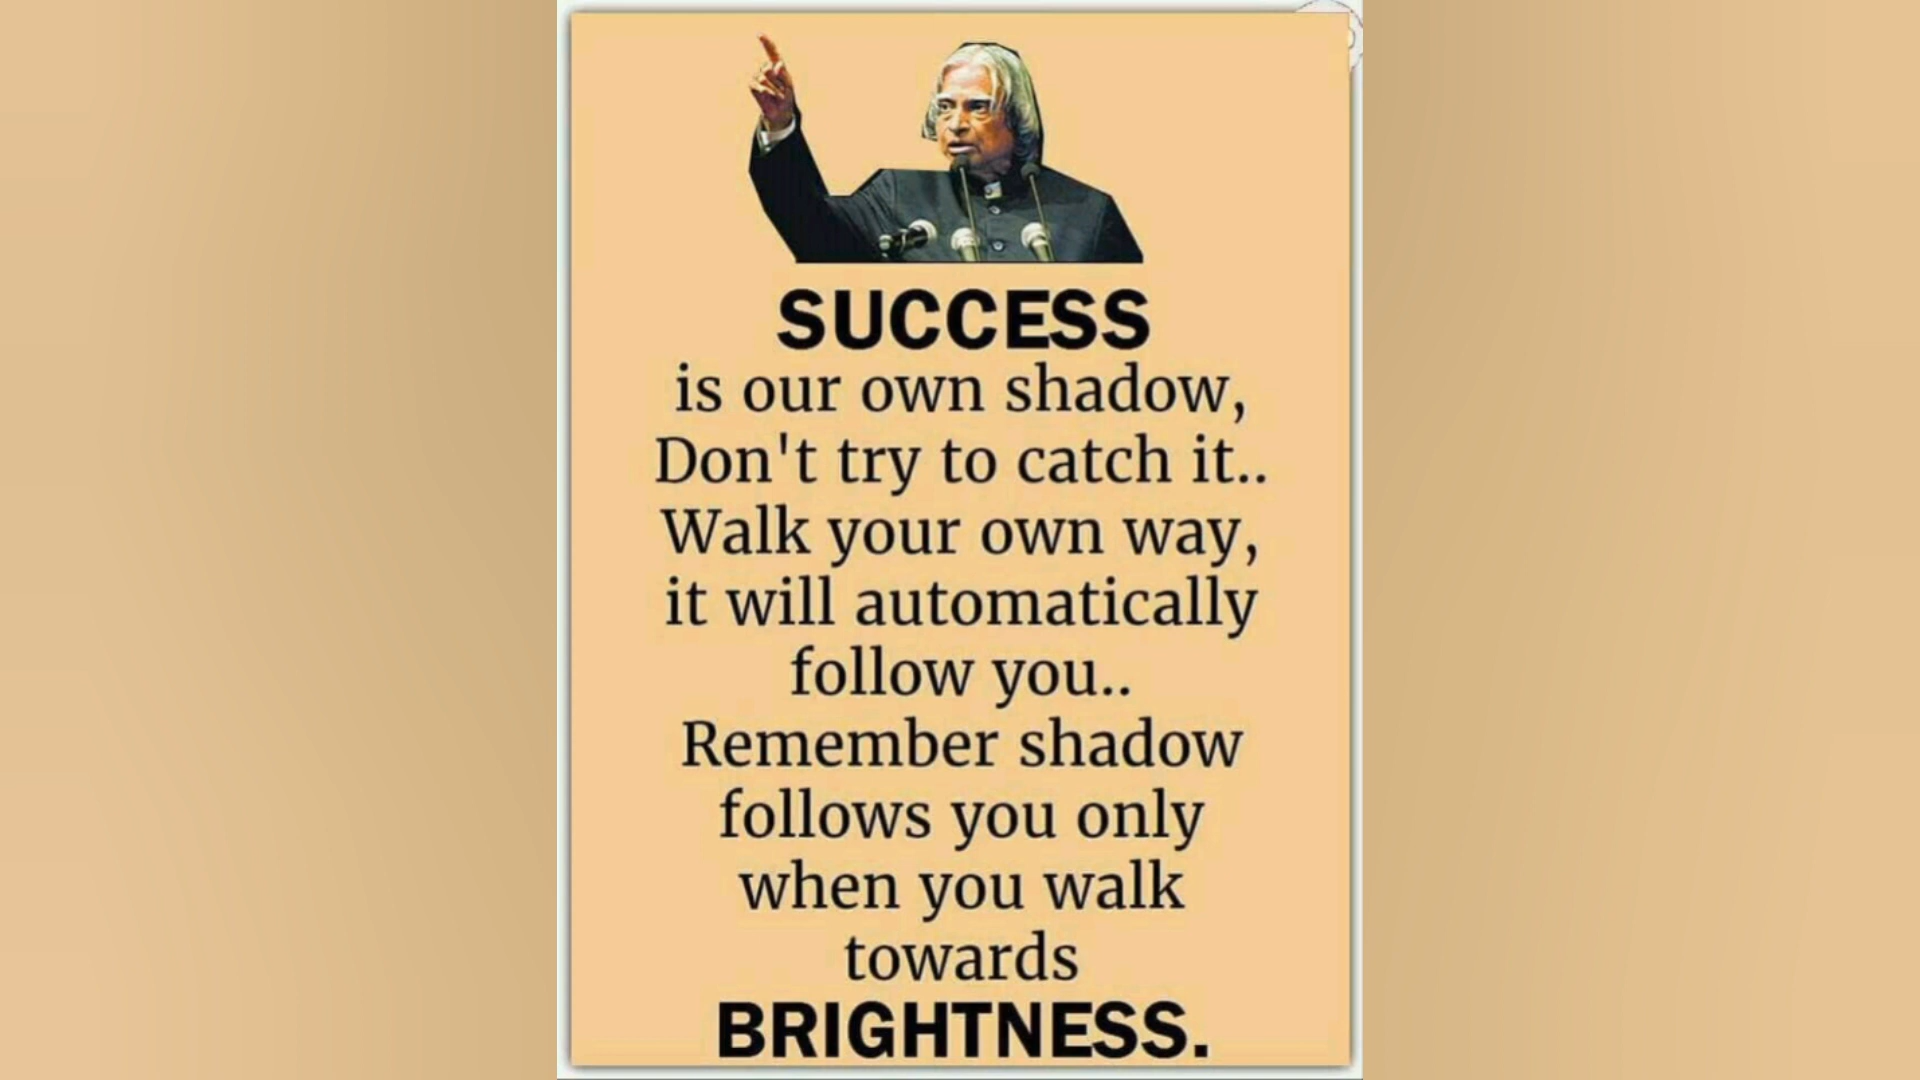 SUCCESS
is our own shadow,
Don't try to catch it..
Walk your own way,
it will automatically
follow you..
Remember shadow
follows you only
when you walk
towards
BRIGHTNESS.